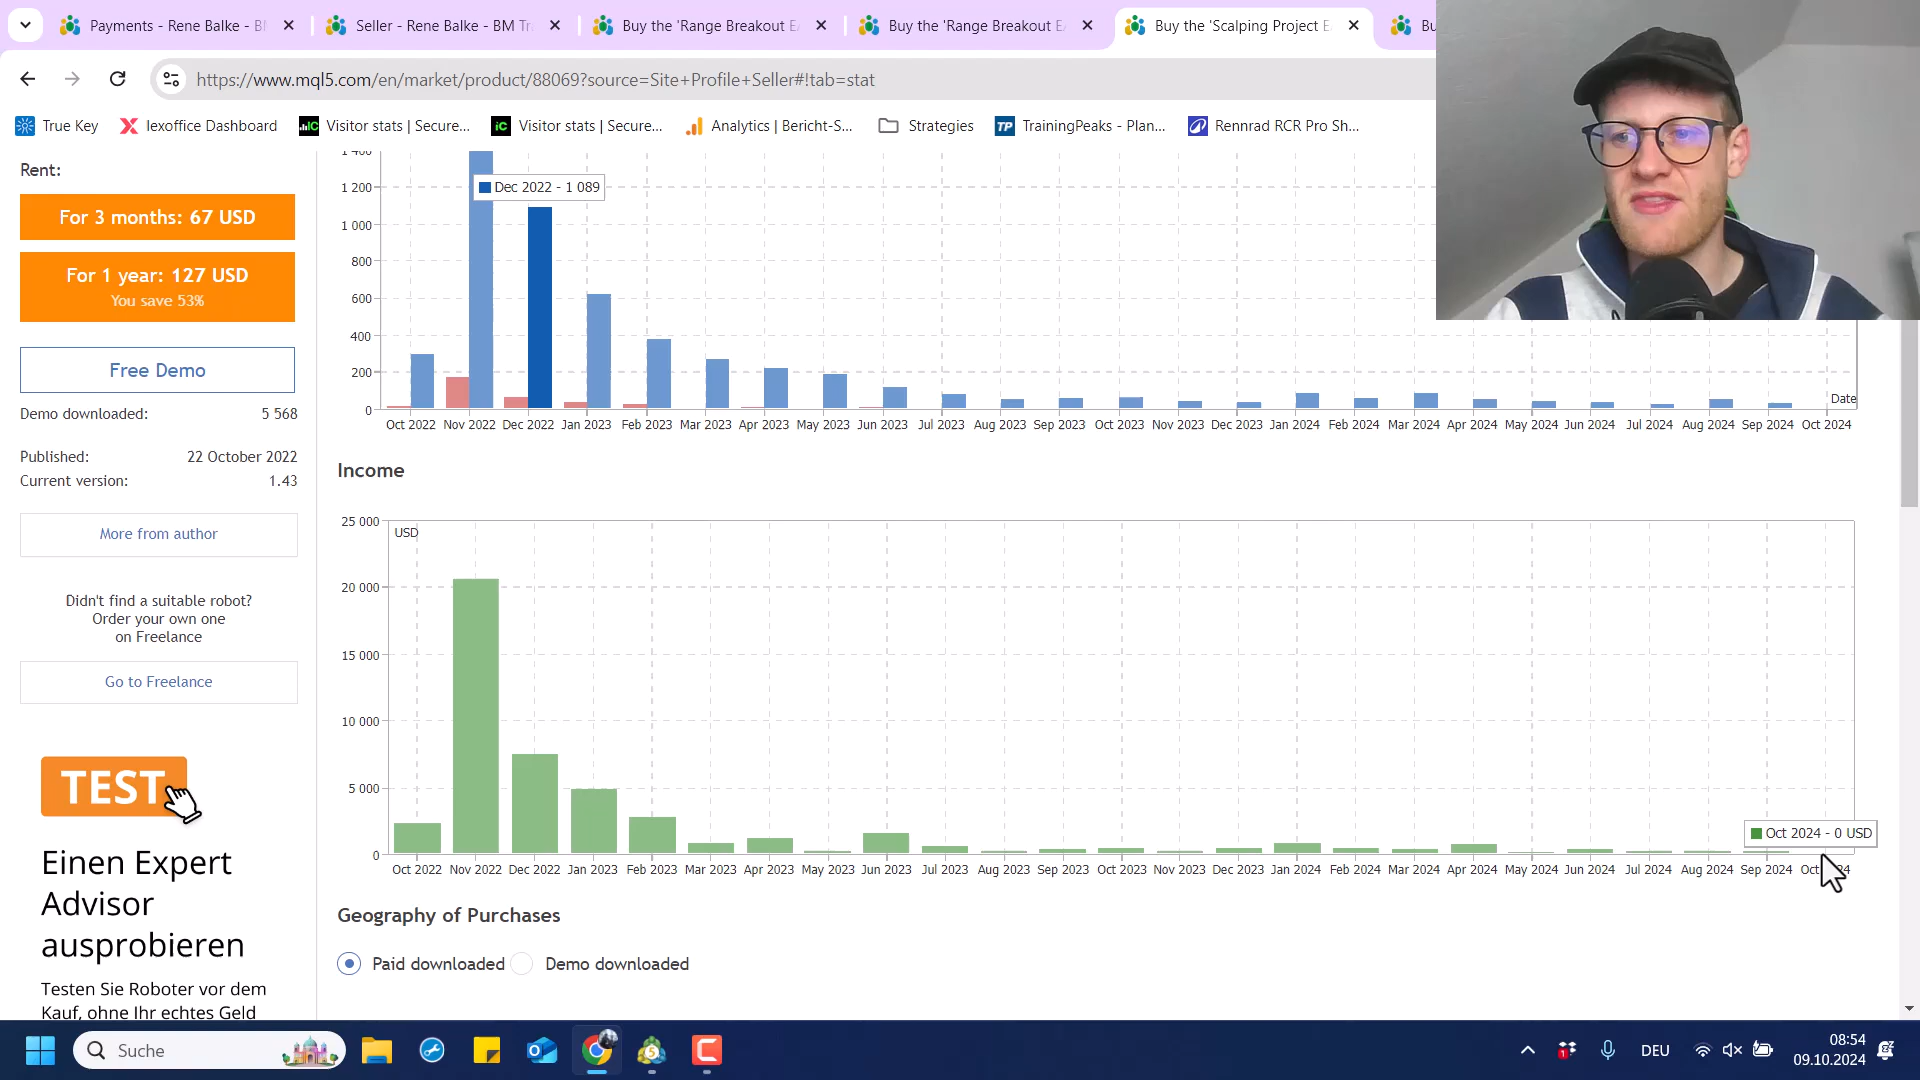 Payments - Rene Balke - B
Seller - Rene Balke - BM Tr
Buy the 'Range Breakout E
Buy the 'Range Breakout E
Buy the 'Scalping Project E
Bu
https://www.mql5.com/en/market/product/88069?source=Site+Profile+Seller#!tab=stat
True Key
lexoffice Dashboard
Visitor stats | Secure...
Visitor stats | Secure...
Analytics | Bericht-S...
Strategies
TrainingPeaks - Plan...
Rennrad RCR Pro Sh...
Rent:
For 3 months: 67 USD
For 1 year: 127 USD
You save 53%
Free Demo
Demo downloaded: 5 568
Published: 22 October 2022
Current version: 1.43
More from author
Didn't find a suitable robot?
Order your own one
on Freelance
Go to Freelance
TEST
Einen Expert
Advisor
ausprobieren
Testen Sie Roboter vor dem
Kauf, ohne Ihr echtes Geld
1 400
1 200
1 000
800
600
400
200
0
Dec 2022 - 1 089
Date
Oct 2022 Nov 2022 Dec 2022 Jan 2023 Feb 2023 Mar 2023 Apr 2023 May 2023 Jun 2023 Jul 2023 Aug 2023 Sep 2023 Oct 2023 Nov 2023 Dec 2023 Jan 2024 Feb 2024 Mar 2024 Apr 2024 May 2024 Jun 2024 Jul 2024 Aug 2024 Sep 2024 Oct 2024
Income
25 000
USD
20 000
15 000
10 000
5 000
0
Oct 2024 - 0 USD
Oct 2022 Nov 2022 Dec 2022 Jan 2023 Feb 2023 Mar 2023 Apr 2023 May 2023 Jun 2023 Jul 2023 Aug 2023 Sep 2023 Oct 2023 Nov 2023 Dec 2023 Jan 2024 Feb 2024 Mar 2024 Apr 2024 May 2024 Jun 2024 Jul 2024 Aug 2024 Sep 2024 Oct 24
Geography of Purchases
Paid downloaded
Demo downloaded
Suche
DEU
08:54
09.10.2024